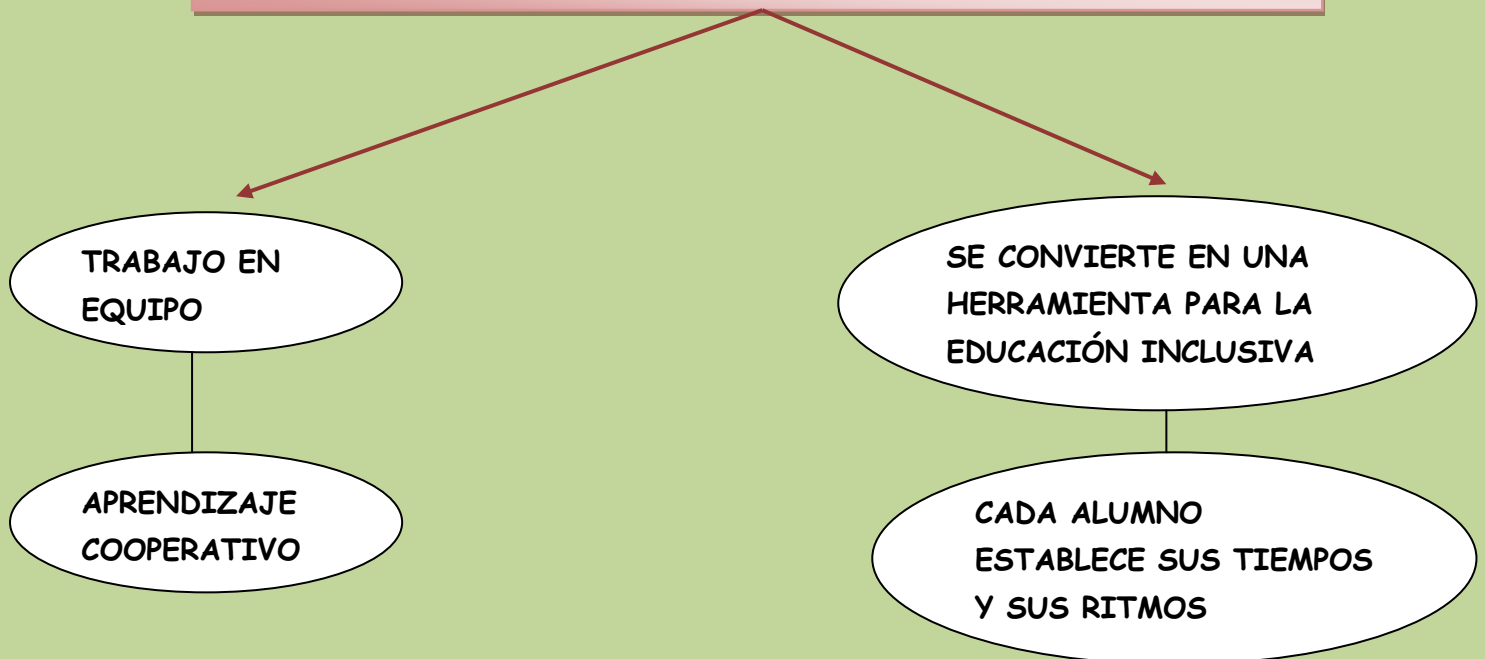 TRABAJO EN
EQUIPO
SE CONVIERTE EN UNA
HERRAMIENTA PARA LA
EDUCACIÓN INCLUSIVA
APRENDIZAJE
COOPERATIVO
CADA ALUMNO
ESTABLECE SUS TIEMPOS
Y SUS RITMOS